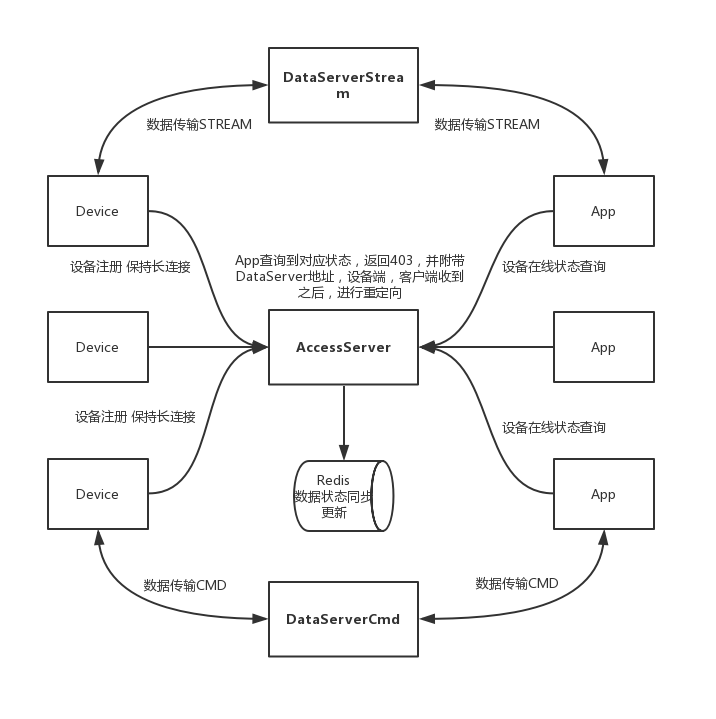 DataServerStrea
m
数据传输STREAM
数据传输STREAM
Device
App
设备注册 保持长连接
App查询到对应状态，返回403，并附带
DataServer地址，设备端，客户端收到
之后，进行重定向
设备在线状态查询
Device
AccessServer
App
设备注册 保持长连接
设备在线状态查询
Device
Redis
数据状态同步
更新
App
数据传输CMD
数据传输CMD
DataServerCmd